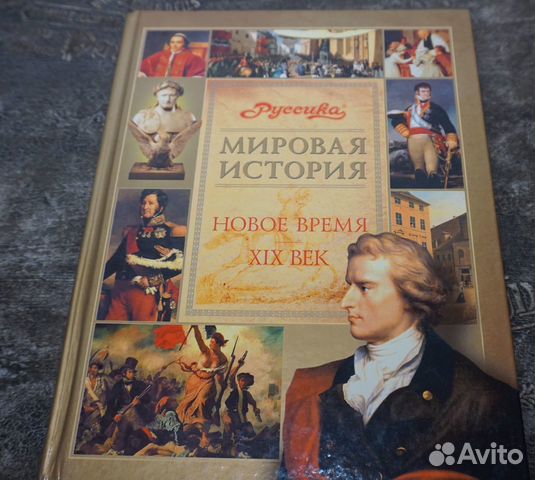 Руссика
МИРОВАЯ
ИСТОРИЯ
НОВОЕ ВРЕМЯ
XIX ВЕК
Avito